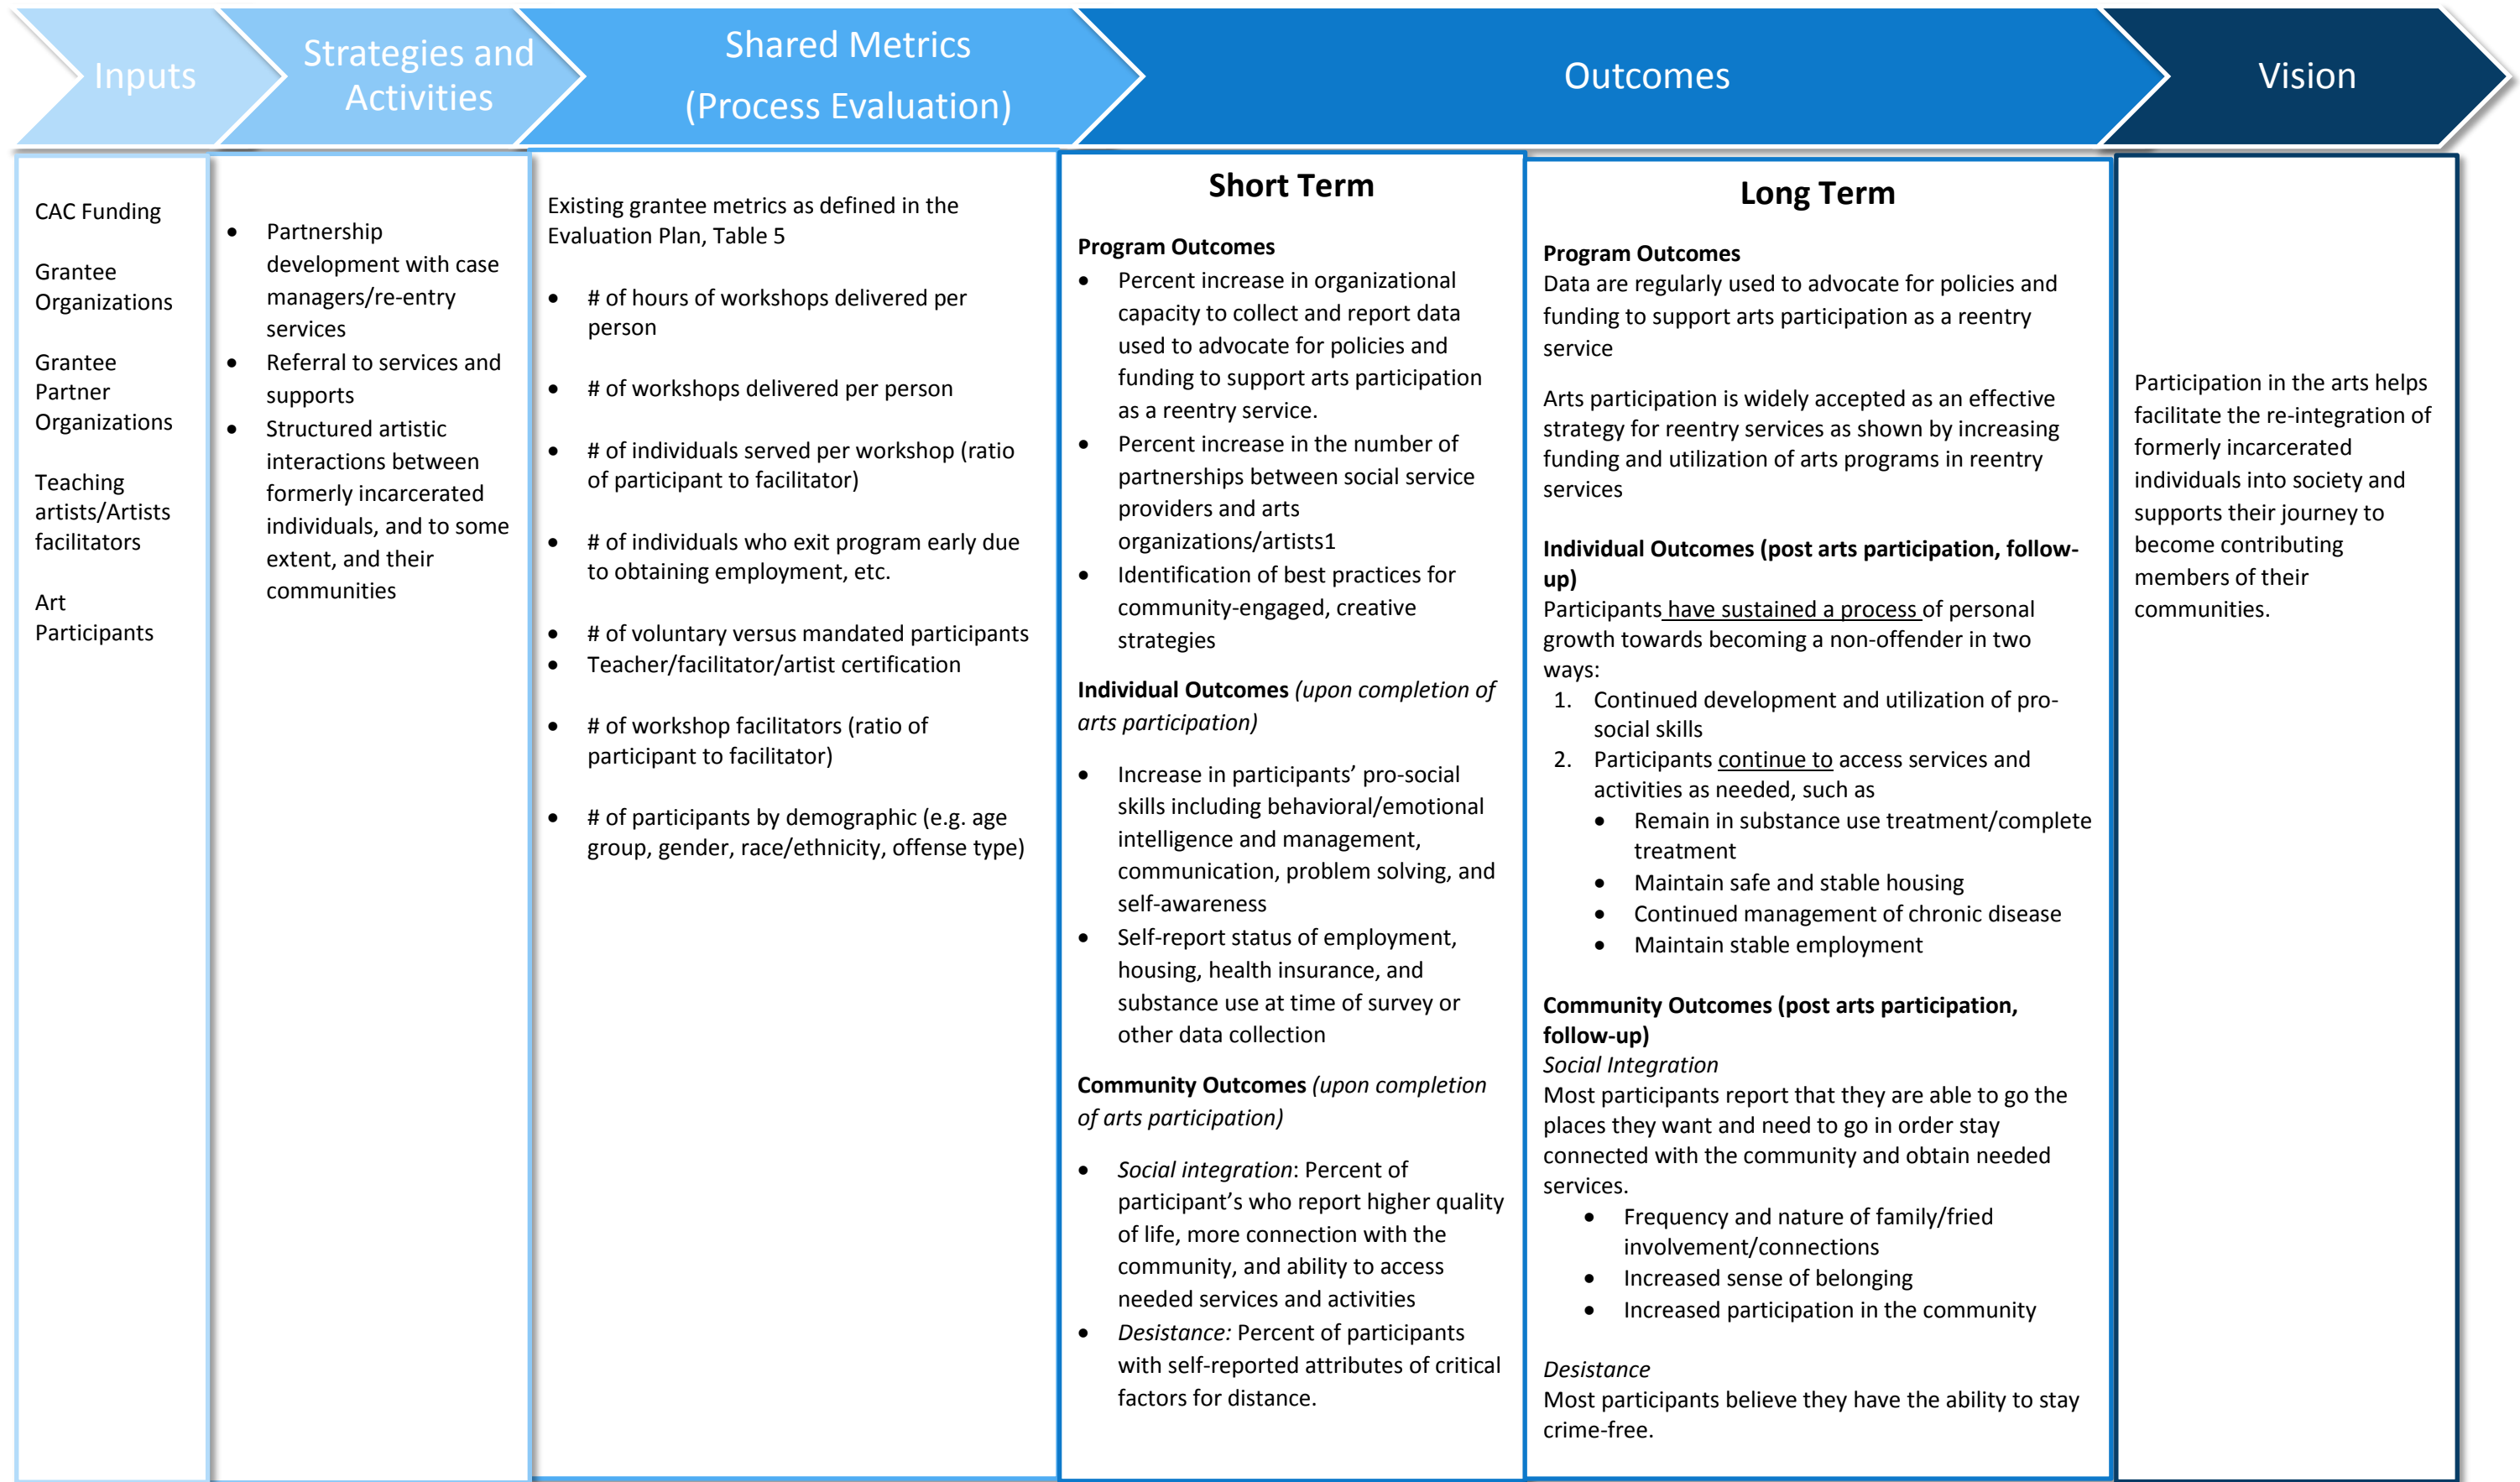 Inputs
Strategies and
Activities
Shared Metrics
(Process Evaluation)
Outcomes
Vision
CAC Funding
Grantee
Organizations
Grantee
Partner
Organizations
Teaching
artists/Artists
facilitators
Art
Participants
• Partnership
development with case
managers/re-entry
services
• Referral to services and
supports
• Structured artistic
interactions between
formerly incarcerated
individuals, and to some
extent, and their
communities
Existing grantee metrics as defined in the
Evaluation Plan, Table 5
• # of hours of workshops delivered per
person
• # of workshops delivered per person
• # of individuals served per workshop (ratio
of participant to facilitator)
• # of individuals who exit program early due
to obtaining employment, etc.
• # of voluntary versus mandated participants
• Teacher/facilitator/artist certification
• # of workshop facilitators (ratio of
participant to facilitator)
• # of participants by demographic (e.g. age
group, gender, race/ethnicity, offense type)
Short Term
Program Outcomes
• Percent increase in organizational
capacity to collect and report data
used to advocate for policies and
funding to support arts participation
as a reentry service.
• Percent increase in the number of
partnerships between social service
providers and arts
organizations/artists1
• Identification of best practices for
community-engaged, creative
strategies
Individual Outcomes (upon completion of
arts participation)
• Increase in participants’ pro-social
skills including behavioral/emotional
intelligence and management,
communication, problem solving, and
self-awareness
• Self-report status of employment,
housing, health insurance, and
substance use at time of survey or
other data collection
Community Outcomes (upon completion
of arts participation)
• Social integration: Percent of
participant’s who report higher quality
of life, more connection with the
community, and ability to access
needed services and activities
• Desistance: Percent of participants
with self-reported attributes of critical
factors for distance.
Long Term
Program Outcomes
Data are regularly used to advocate for policies and
funding to support arts participation as a reentry
service
Arts participation is widely accepted as an effective
strategy for reentry services as shown by increasing
funding and utilization of arts programs in reentry
services
Individual Outcomes (post arts participation, follow-
up)
Participants have sustained a process of personal
growth towards becoming a non-offender in two
ways:
1. Continued development and utilization of pro-
social skills
2. Participants continue to access services and
activities as needed, such as
• Remain in substance use treatment/complete
treatment
• Maintain safe and stable housing
• Continued management of chronic disease
• Maintain stable employment
Community Outcomes (post arts participation,
follow-up)
Social Integration
Most participants report that they are able to go the
places they want and need to go in order stay
connected with the community and obtain needed
services.
• Frequency and nature of family/fried
involvement/connections
• Increased sense of belonging
• Increased participation in the community
Desistance
Most participants believe they have the ability to stay
crime-free.
Participation in the arts helps
facilitate the re-integration of
formerly incarcerated
individuals into society and
supports their journey to
become contributing
members of their
communities.